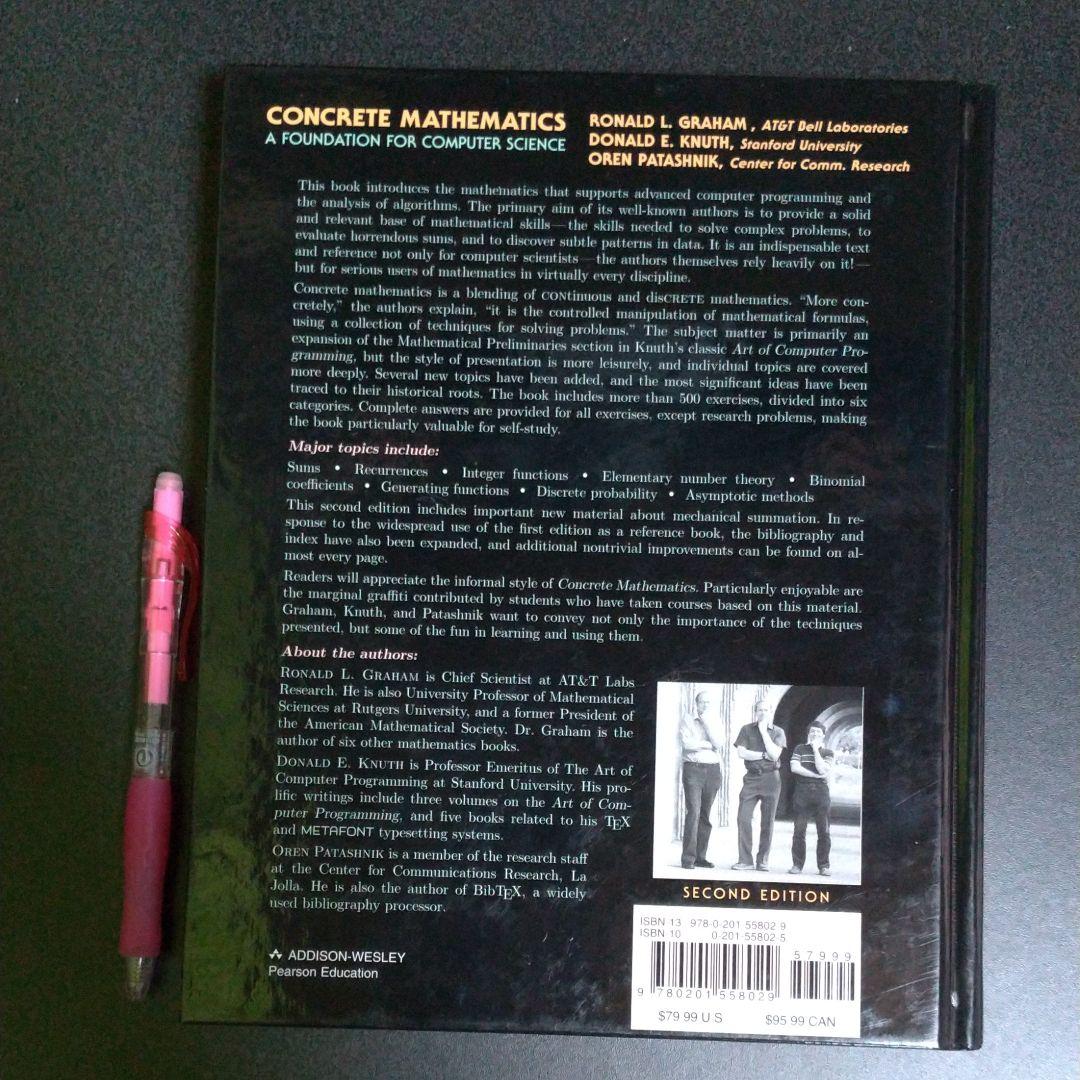 CONCRETE MATHEMATICS
A FOUNDATION FOR COMPUTER SCIENCE
RONALD L. GRAHAM , AT&T Bell Laboratories
DONALD E. KNUTH, Stanford University
OREN PATASHNIK, Center for Comm. Research
This book introduces the mathematics that supports advanced computer programming and
the analysis of algorithms. The primary aim of its well-known authors is to provide a solid
and relevant base of mathematical skills—the skills needed to solve complex problems, to
evaluate horrendous sums, and to discover subtle patterns in data. It is an indispensable text
and reference not only for computer scientists—the authors themselves rely heavily on it!—
but for serious users of mathematics in virtually every discipline.
Concrete mathematics is a blending of CONtinuous and disCRETE mathematics. “More con-
cretely,” the authors explain, “it is the controlled manipulation of mathematical formulas,
using a collection of techniques for solving problems.” The subject matter is primarily an
expansion of the Mathematical Preliminaries section in Knuth's classic Art of Computer Pro-
gramming, but the style of presentation is more leisurely, and individual topics are covered
more deeply. Several new topics have been added, and the most significant ideas have been
traced to their historical roots. The book includes more than 500 exercises, divided into six
categories. Complete answers are provided for all exercises, except research problems, making
the book particularly valuable for self-study.
Major topics include:
Sums • Recurrences • Integer functions • Elementary number theory • Binomial
coefficients • Generating functions • Discrete probability • Asymptotic methods
This second edition includes important new material about mechanical summation. In re-
sponse to the widespread use of the first edition as a reference book, the bibliography and
index have also been expanded, and additional nontrivial improvements can be found on al-
most every page.
Readers will appreciate the informal style of Concrete Mathematics. Particularly enjoyable are
the marginal graffiti contributed by students who have taken courses based on this material.
Graham, Knuth, and Patashnik want to convey not only the importance of the techniques
presented, but some of the fun in learning and using them.
About the authors:
RONALD L. GRAHAM is Chief Scientist at AT&T Labs
Research. He is also University Professor of Mathematical
Sciences at Rutgers University, and a former President of
the American Mathematical Society. Dr. Graham is the
author of six other mathematics books.
DONALD E. KNUTH is Professor Emeritus of The Art of
Computer Programming at Stanford University. His pro-
lific writings include three volumes on the Art of Com-
puter Programming, and five books related to his TEX
and METAFONT typesetting systems.
OREN PATASHNIK is a member of the research staff
at the Center for Communications Research, La
Jolla. He is also the author of BibTEX, a widely
used bibliography processor.
ADDISON-WESLEY
Pearson Education
SECOND EDITION
ISBN 13 978-0-201 55802 9
ISBN 10 0-201 55802-5
57999
9 780201 558029
$79.99 U S $95 99 CAN